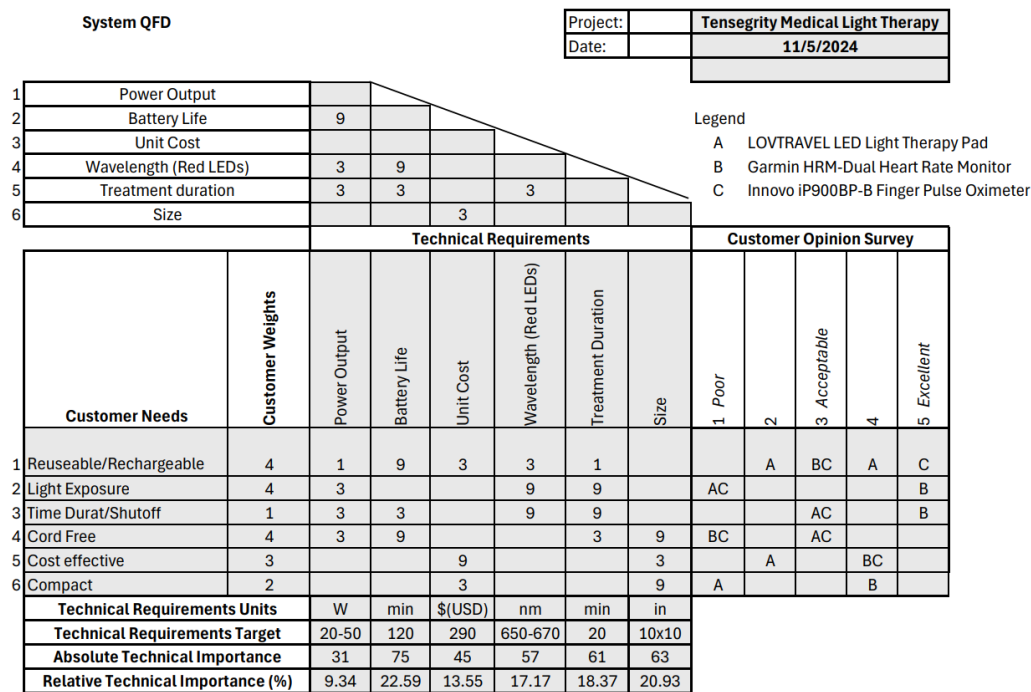 System QFD
Project: Tensegrity Medical Light Therapy
Date: 11/5/2024
1 Power Output
2 Battery Life 9
3 Unit Cost
4 Wavelength (Red LEDs) 3 9
5 Treatment duration 3 3 3
6 Size 3
Legend
A LOVTRAVEL LED Light Therapy Pad
B Garmin HRM-Dual Heart Rate Monitor
C Innovo iP900BP-B Finger Pulse Oximeter
Technical Requirements Customer Opinion Survey
Customer Needs Customer Weights Power Output Battery Life Unit Cost Wavelength (Red LEDs) Treatment Duration Size 1 Poor 2 3 Acceptable 4 5 Excellent
1 Reuseable/Rechargeable 4 1 9 3 3 1 A BC A C
2 Light Exposure 4 3 9 9 AC B
3 Time Durat/Shutoff 1 3 3 9 9 AC B
4 Cord Free 4 3 9 3 9 BC AC
5 Cost effective 3 9 3 A BC
6 Compact 2 3 9 A B
Technical Requirements Units W min $(USD) nm min in
Technical Requirements Target 20-50 120 290 650-670 20 10x10
Absolute Technical Importance 31 75 45 57 61 63
Relative Technical Importance (%) 9.34 22.59 13.55 17.17 18.37 20.93